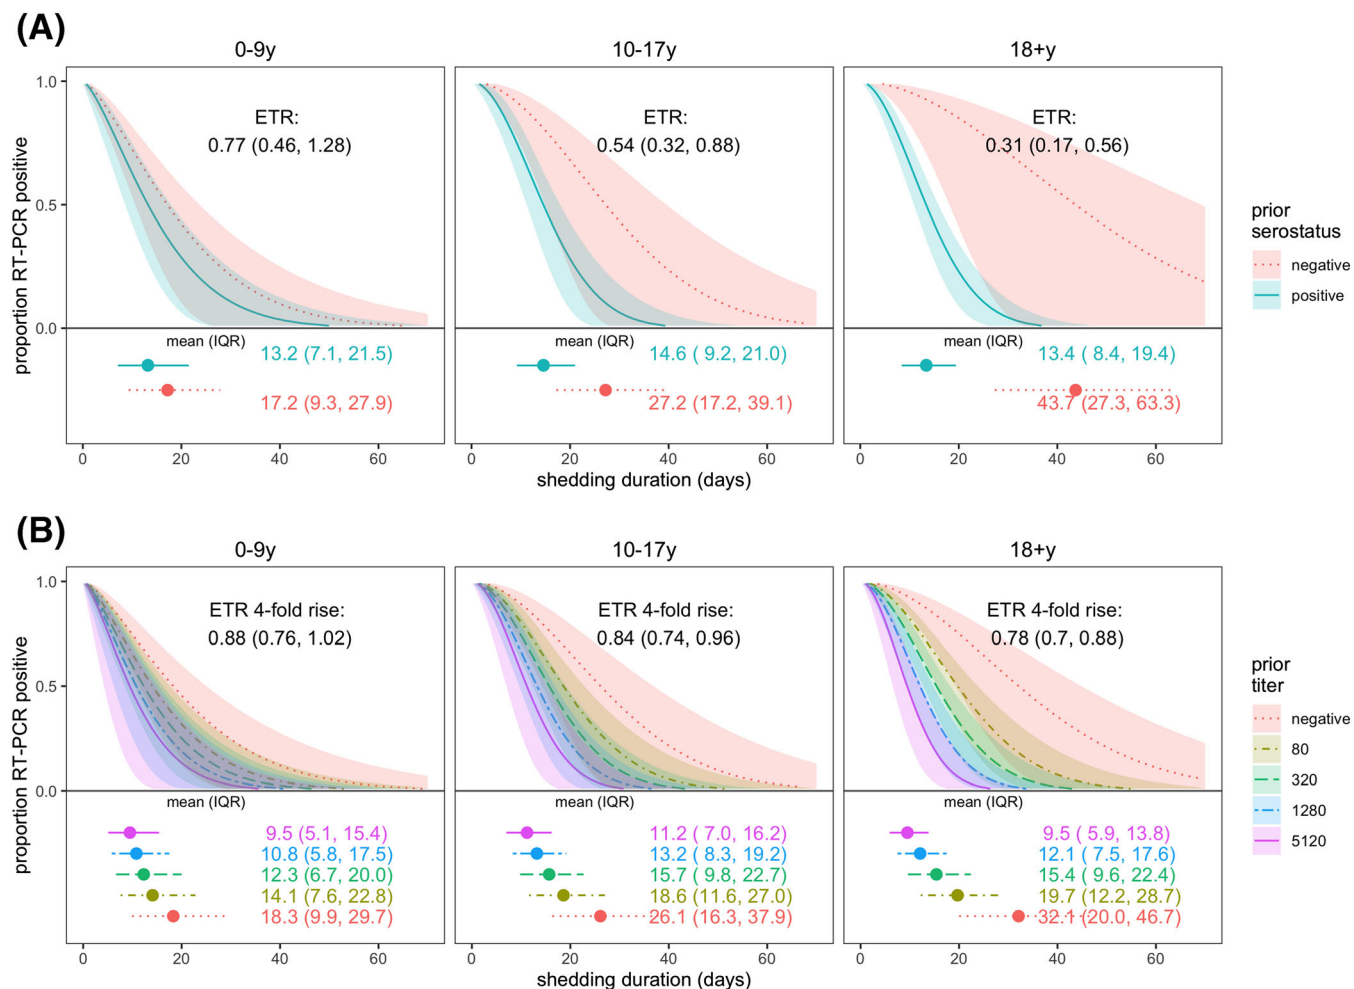 (A)
0-9y
10-17y
18+y
proportion RT-PCR positive
1.0
0.5
0.0
ETR:
0.77 (0.46, 1.28)
ETR:
0.54 (0.32, 0.88)
ETR:
0.31 (0.17, 0.56)
mean (IQR)
13.2 (7.1, 21.5)
17.2 (9.3, 27.9)
mean (IQR)
14.6 ( 9.2, 21.0)
27.2 (17.2, 39.1)
mean (IQR)
13.4 ( 8.4, 19.4)
43.7 (27.3, 63.3)
0 20 40 60
0 20 40 60
0 20 40 60
shedding duration (days)
prior
serostatus
negative
positive
(B)
0-9y
10-17y
18+y
proportion RT-PCR positive
1.0
0.5
0.0
ETR 4-fold rise:
0.88 (0.76, 1.02)
ETR 4-fold rise:
0.84 (0.74, 0.96)
ETR 4-fold rise:
0.78 (0.7, 0.88)
mean (IQR)
9.5 (5.1, 15.4)
10.8 (5.8, 17.5)
12.3 (6.7, 20.0)
14.1 (7.6, 22.8)
18.3 (9.9, 29.7)
mean (IQR)
11.2 ( 7.0, 16.2)
13.2 ( 8.3, 19.2)
15.7 ( 9.8, 22.7)
18.6 (11.6, 27.0)
26.1 (16.3, 37.9)
mean (IQR)
9.5 ( 5.9, 13.8)
12.1 ( 7.5, 17.6)
15.4 ( 9.6, 22.4)
19.7 (12.2, 28.7)
32.1 (20.0, 46.7)
0 20 40 60
0 20 40 60
0 20 40 60
shedding duration (days)
prior
titer
negative
80
320
1280
5120